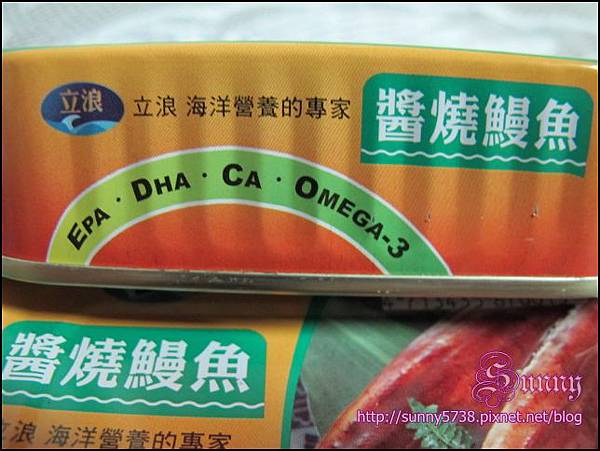 立浪
立浪 海洋營養的專家
醬燒鰻魚
EPA · DHA · CA · OMEGA-3
醬燒鰻魚
立浪 海洋營養的專家
Sunny
http://sunny5738.pixnet.net/blog